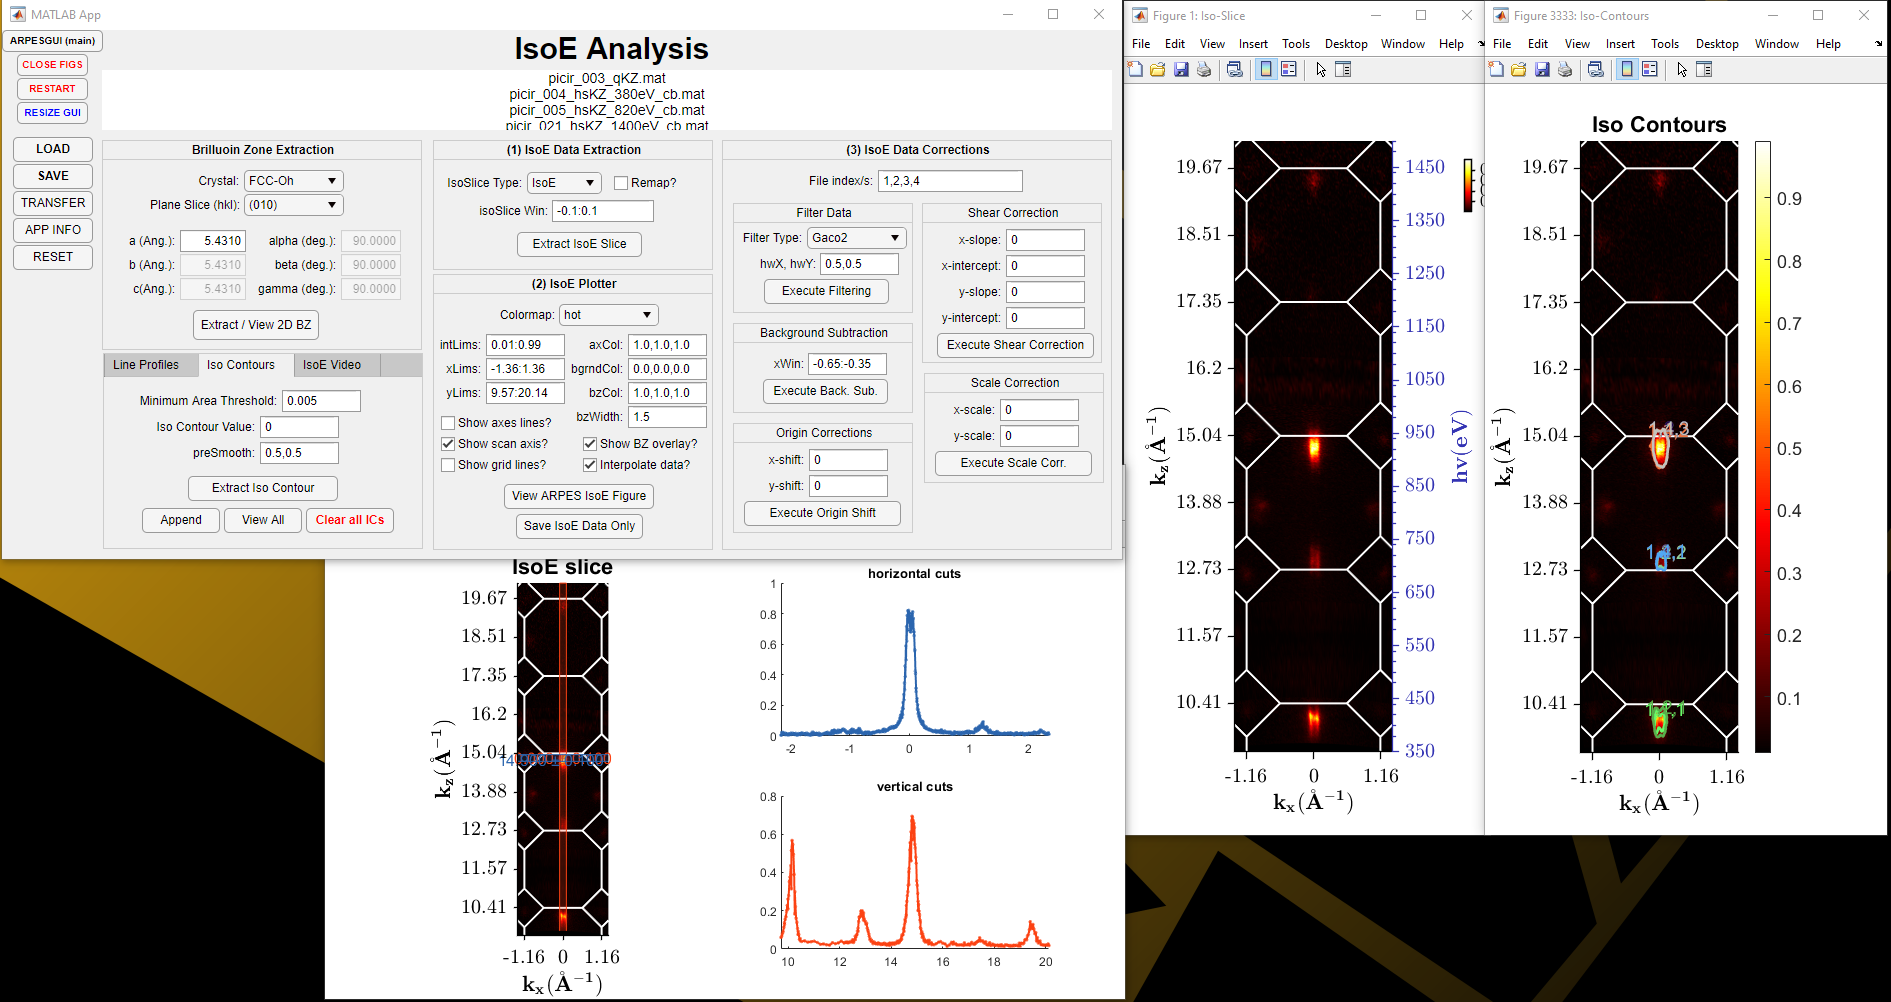 MATLAB App
ARPESGUI (main)
CLOSE FIGS
RESTART
RESIZE GUI
LOAD
SAVE
TRANSFER
APP INFO
RESET
IsoE Analysis
picir_003_qKZ.mat
picir_004_hsKZ_380eV_cb.mat
picir_005_hsKZ_820eV_cb.mat
picir_021_hsKZ_1400eV_cb.mat
Brilluoin Zone Extraction
Crystal: FCC-Oh
Plane Slice (hkl): (010)
a (Ang.): 5.4310 alpha (deg.): 90.0000
b (Ang.): 5.4310 beta (deg.): 90.0000
c(Ang.): 5.4310 gamma (deg.): 90.0000
Extract / View 2D BZ
Line Profiles Iso Contours IsoE Video
Minimum Area Threshold: 0.005
Iso Contour Value: 0
preSmooth: 0.5,0.5
Extract Iso Contour
Append View All Clear all ICs
(1) IsoE Data Extraction
IsoSlice Type: IsoE Remap?
isoSlice Win: -0.1:0.1
Extract IsoE Slice
(2) IsoE Plotter
Colormap: hot
intLims: 0.01:0.99 axCol: 1.0,1.0,1.0
xLims: -1.36:1.36 bgrndCol: 0.0,0.0,0.0
yLims: 9.57:20.14 bzCol: 1.0,1.0,1.0
bzWidth: 1.5
Show axes lines?
Show scan axis? Show BZ overlay?
Show grid lines? Interpolate data?
View ARPES IsoE Figure
Save IsoE Data Only
(3) IsoE Data Corrections
File index/s: 1,2,3,4
Filter Data
Filter Type: Gaco2
hwX, hwY: 0.5,0.5
Execute Filtering
Background Subtraction
xWin: -0.65:-0.35
Execute Back. Sub.
Origin Corrections
x-shift: 0
y-shift: 0
Execute Origin Shift
Shear Correction
x-slope: 0
x-intercept: 0
y-slope: 0
y-intercept: 0
Execute Shear Correction
Scale Correction
x-scale: 0
y-scale: 0
Execute Scale Corr.
IsoE slice
19.67
18.51
17.35
16.2
15.04
13.88
12.73
11.57
10.41
-1.16 0 1.16
kz(Å−1)
kx(Å−1)
horizontal cuts
1
0.8
0.6
0.4
0.2
0
-2 -1 0 1 2
vertical cuts
0.8
0.6
0.4
0.2
0
10 12 14 16 18 20
Figure 1: Iso-Slice
File Edit View Insert Tools Desktop Window Help
19.67
18.51
17.35
16.2
15.04
13.88
12.73
11.57
10.41
kz(Å−1)
-1.16 0 1.16
kx(Å−1)
1450
1350
1250
1150
1050
950
850
750
650
550
450
350
hv(eV)
Figure 3333: Iso-Contours
File Edit View Insert Tools Desktop Window Help
Iso Contours
19.67
18.51
17.35
16.2
15.04
13.88
12.73
11.57
10.41
kz(Å−1)
-1.16 0 1.16
kx(Å−1)
0.9
0.8
0.7
0.6
0.5
0.4
0.3
0.2
0.1